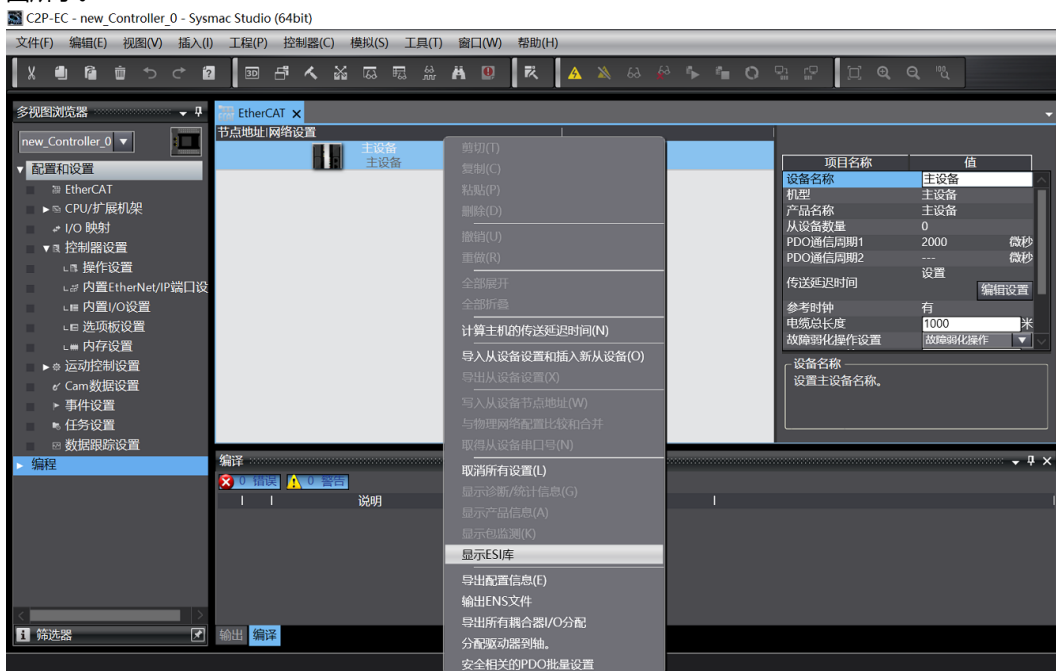 C2P-EC - new_Controller_0 - Sysmac Studio (64bit)
文件(F) 编辑(E) 视图(V) 插入(I) 工程(P) 控制器(C) 模拟(S) 工具(T) 窗口(W) 帮助(H)
多视图浏览器
new_Controller_0
配置和设置
EtherCAT
CPU/扩展机架
I/O 映射
控制器设置
操作设置
内置EtherNet/IP端口设
内置I/O设置
选项板设置
内存设置
运动控制设置
Cam数据设置
事件设置
任务设置
数据跟踪设置
编程
筛选器
EtherCAT
节点地址|网络设置
主设备
主设备
剪切(T)
复制(C)
粘贴(P)
删除(D)
撤销(U)
重做(R)
全部展开
全部折叠
计算主机的传送延迟时间(N)
导入从设备设置和插入新从设备(O)
导出从设备设置(X)
写入从设备节点地址(W)
与物理网络配置比较和合并
取得从设备串口号(N)
取消所有设置(L)
显示诊断/统计信息(G)
显示产品信息(A)
显示包监测(K)
显示ESI库
导出配置信息(E)
输出ENS文件
导出所有耦合器I/O分配
分配驱动器到轴。
安全相关的PDO批量设置
项目名称 值
设备名称 主设备
机型 主设备
产品名称 主设备
从设备数量 0
PDO通信周期1 2000 微秒
PDO通信周期2 --- 微秒
传送延迟时间 设置
编辑设置
参考时钟 有
电缆总长度 1000 米
故障弱化操作设置 故障弱化操作
设备名称
设置主设备名称。
编译
0 错误 0 警告
说明
输出 编译